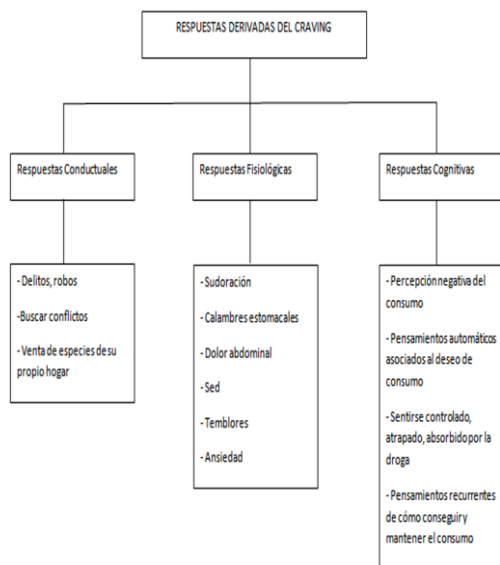 RESPUESTAS DERIVADAS DEL CRAVING
Respuestas Conductuales
- Delitos, robos
-Buscar conflictos
- Venta de especies de su
propio hogar
Respuestas Fisiológicas
- Sudoración
- Calambres estomacales
- Dolor abdominal
- Sed
- Temblores
- Ansiedad
Respuestas Cognitivas
- Percepción negativa del
consumo
- Pensamientos automáticos
asociados al deseo de
consumo
- Sentirse controlado,
atrapado, absorbido por la
droga
- Pensamientos recurrentes
de cómo conseguir y
mantener el consumo